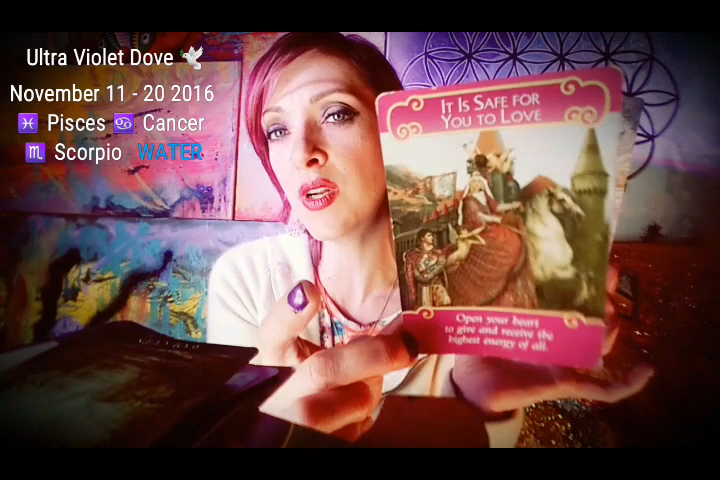 Ultra Violet Dove 🕊
November 11 - 20 2016
♓ Pisces ♋ Cancer
♏ Scorpio WATER
IT IS SAFE FOR
YOU TO LOVE
Open your heart
to give and receive the
highest energy of all.